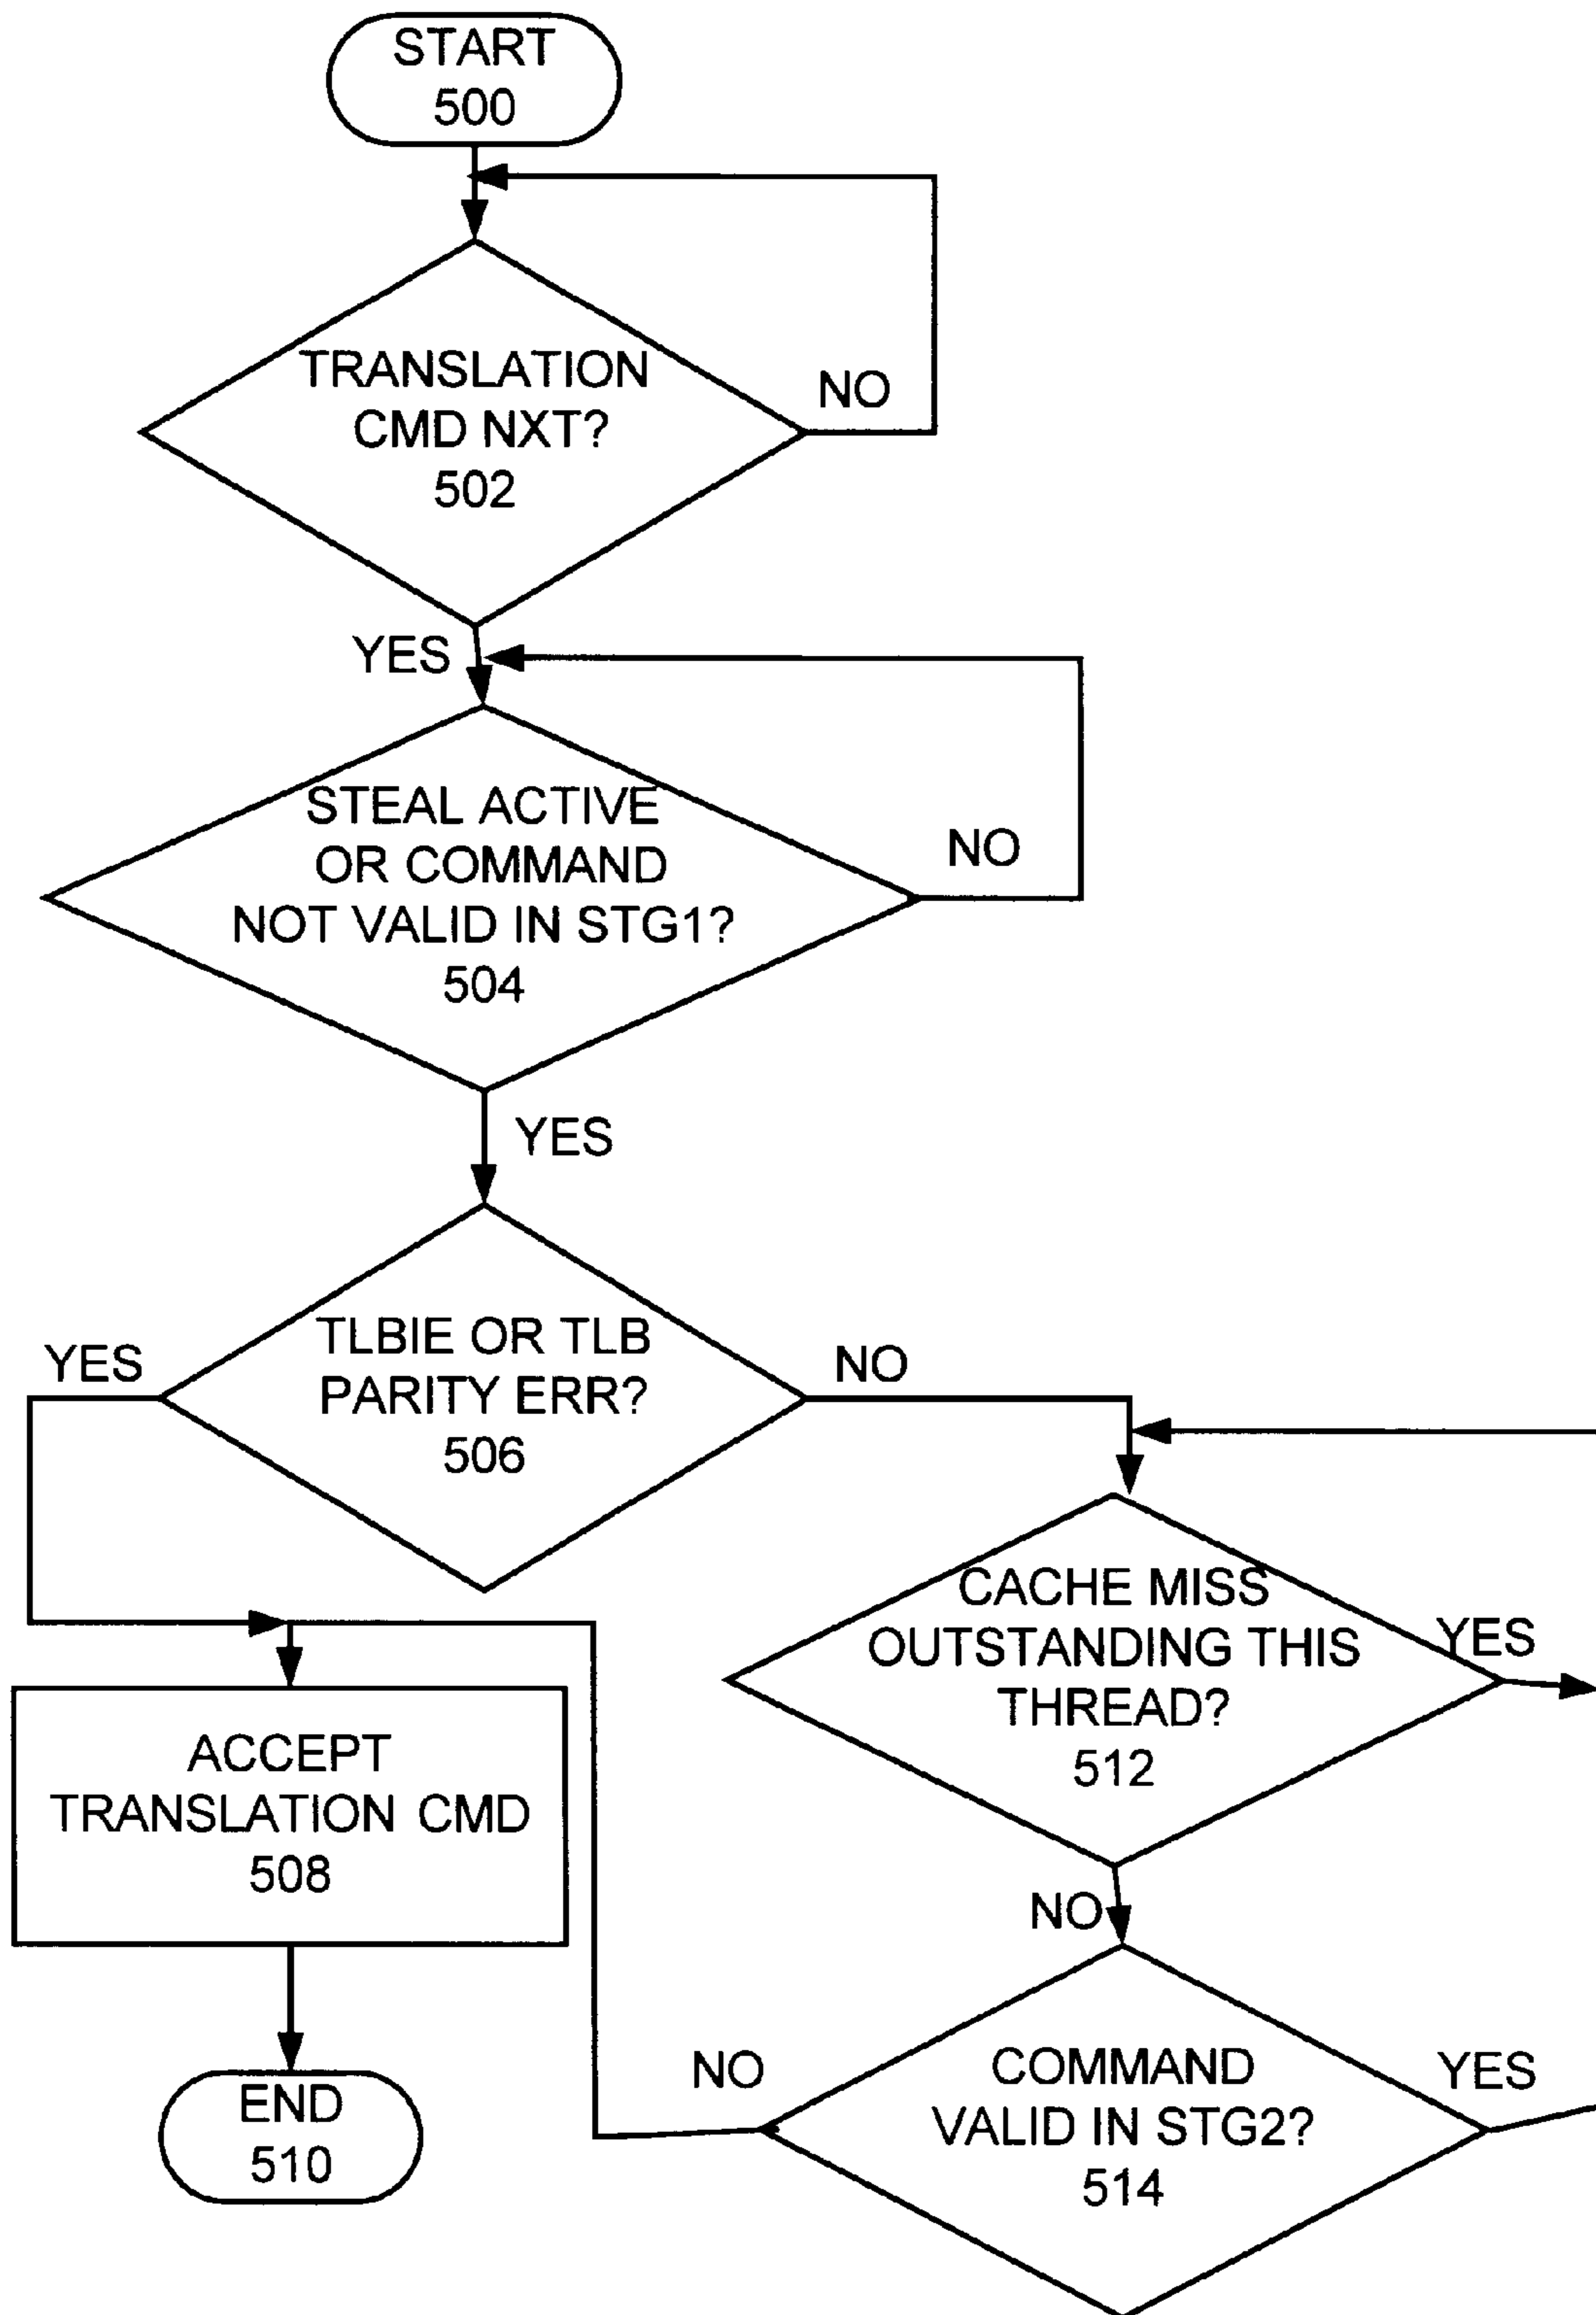 START
500
TRANSLATION
CMD NXT?
502
NO
YES
STEAL ACTIVE
OR COMMAND
NOT VALID IN STG1?
504
NO
YES
TLBIE OR TLB
PARITY ERR?
506
YES
NO
CACHE MISS
OUTSTANDING THIS
THREAD?
512
YES
NO
ACCEPT
TRANSLATION CMD
508
END
510
COMMAND
VALID IN STG2?
514
NO
YES